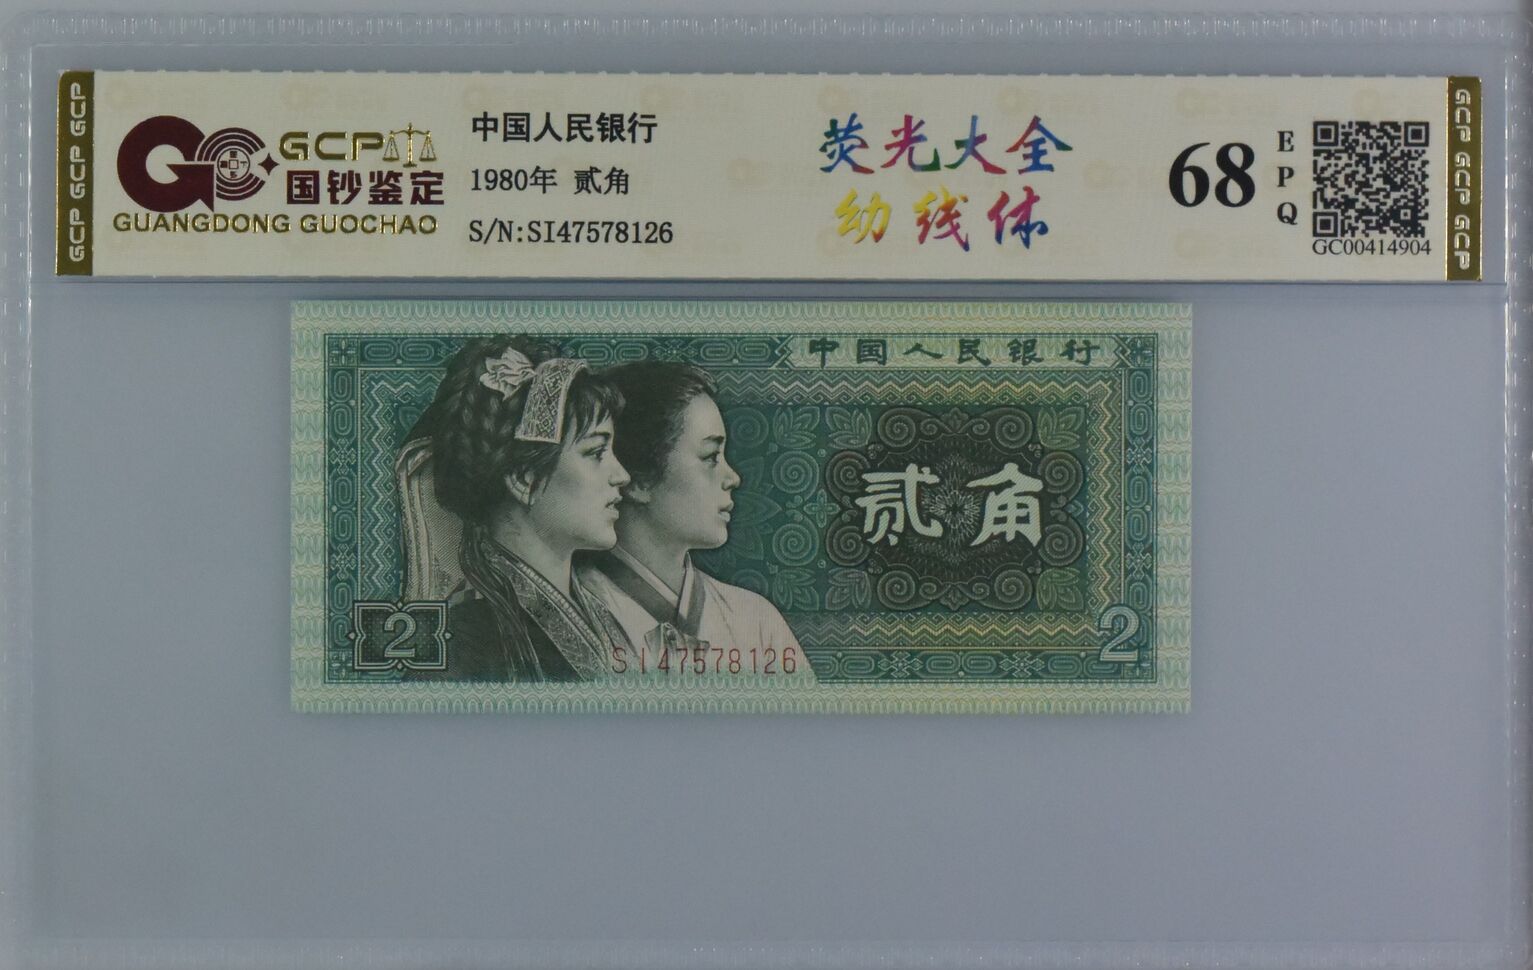 GCP GCP GCP
GCP
国钞鉴定
GUANGDONG GUOCHAO
中国人民银行
1980年 贰角
S/N:SI47578126
荧光大全
幼线体
68
EPQ
GC00414904
GCP GCP GCP
中国人民银行
贰角
2
SI47578126
2